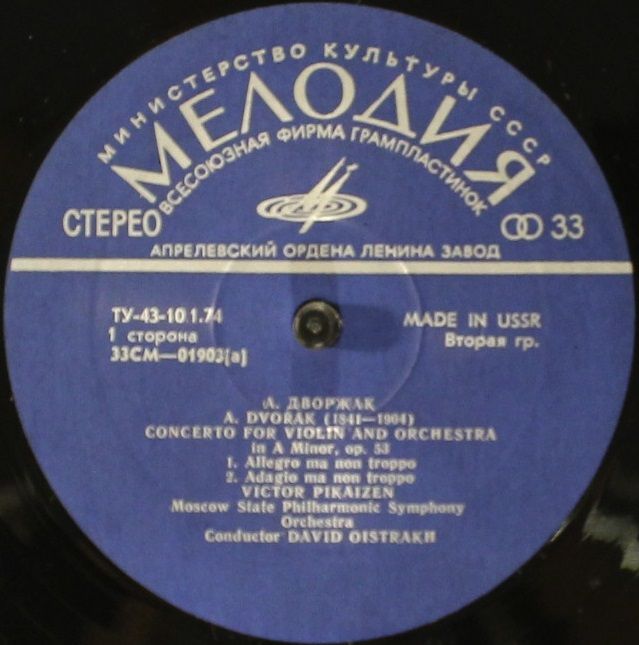 МИНИСТЕРСТВО КУЛЬТУРЫ СССР
МЕЛОДИЯ
ВСЕСОЮЗНАЯ ФИРМА ГРАМПЛАСТИНОК
СТЕРЕО
33
АПРЕЛЕВСКИЙ ОРДЕНА ЛЕНИНА ЗАВОД
ТУ-43-10.1.74
1 сторона
33СМ—01903(а)
MADE IN USSR
Вторая гр.
А. ДВОРЖАК
A. DVOŘAK (1841—1904)
CONCERTO FOR VIOLIN AND ORCHESTRA
in A Minor, op. 53
1. Allegro ma non troppo
2. Adagio ma non troppo
VICTOR PIKAIZEN
Moscow State Philharmonic Symphony
Orchestra
Conductor DAVID OISTRAKH